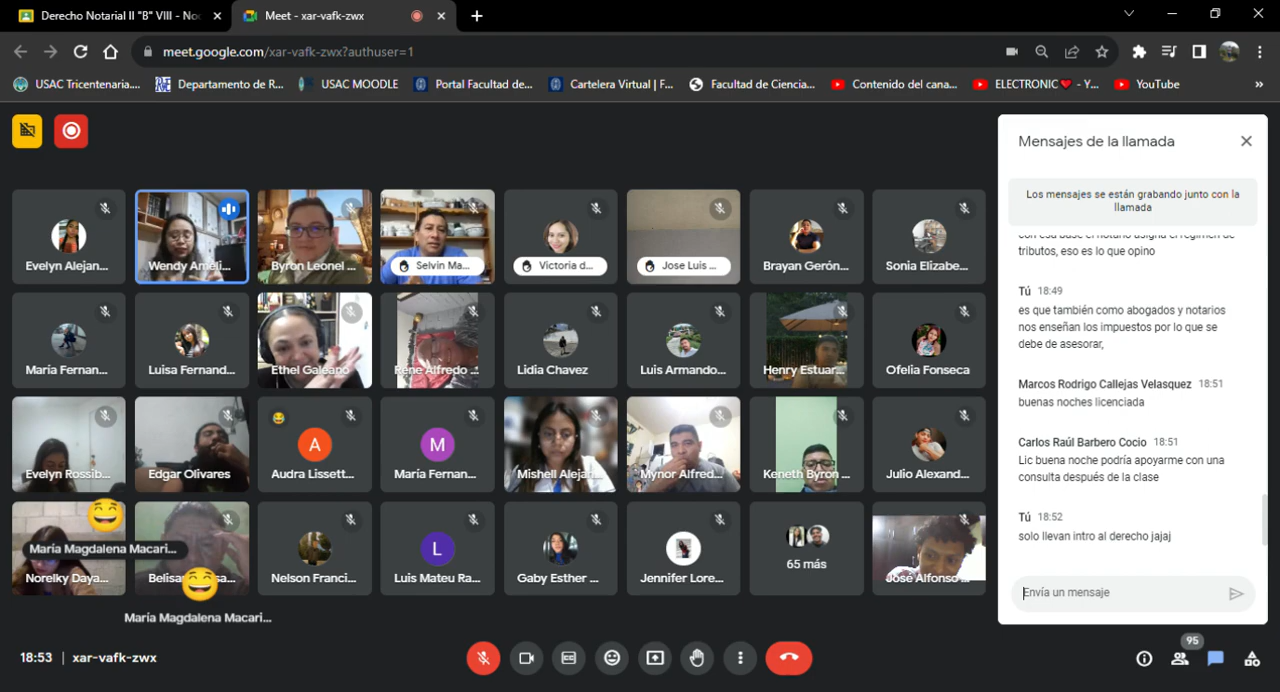 Derecho Notarial II "B" VIII - No
Meet - xar-vafk-zwx
meet.google.com/xar-vafk-zwx?authuser=1
USAC Tricentenaria....
Departamento de R...
USAC MOODLE
Portal Facultad de...
Cartelera Virtual | F...
Facultad de Ciencia...
Contenido del cana...
ELECTRONIC❤ - Y...
YouTube
»
Mensajes de la llamada
Los mensajes se están grabando junto con la
llamada
con esa base el notario asigna el regimen de
tributos, eso es lo que opino
Tú 18:49
es que también como abogados y notarios
nos enseñan los impuestos por lo que se
debe de asesorar,
Marcos Rodrigo Callejas Velasquez 18:51
buenas noches licenciada
Carlos Raúl Barbero Cocio 18:51
Lic buena noche podría apoyarme con una
consulta después de la clase
Tú 18:52
solo llevan intro al derecho jajaj
Envía un mensaje
Evelyn Alejan...
Wendy Améli...
Byron Leonel ...
Selvin Ma...
Victoria d...
Jose Luis ...
Brayan Gerón...
Sonia Elizabe...
María Fernan...
Luisa Fernand...
Ethel Galeano
Rene Alfredo ...
Lidia Chavez
Luis Armando...
Henry Estuar...
Ofelia Fonseca
Evelyn Rossib...
Edgar Olivares
A
Audra Lissett...
M
María Fernan...
Mishell Alejan...
Mynor Alfred...
Keneth Byron ...
Julio Alexand...
María Magdalena Macari...
Norelky Daya...
Nelson Franci...
L
Luis Mateu Ra...
Gaby Esther ...
Jennifer Lore...
65 más
José Alfonso ...
María Magdalena Macari...
18:53 | xar-vafk-zwx
95